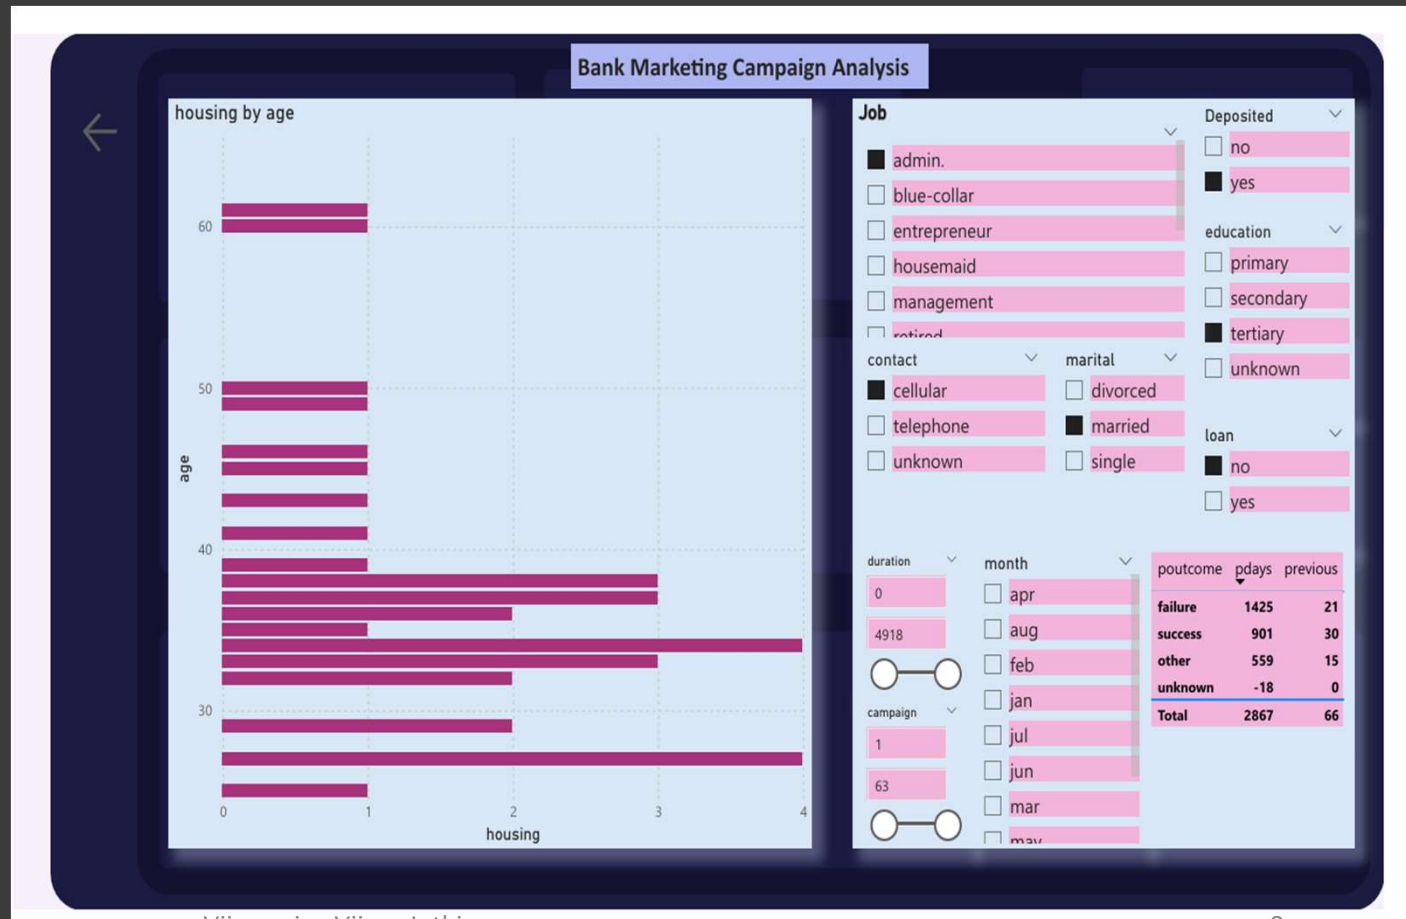 Bank Marketing Campaign Analysis
housing by age
60
50
40
30
age
0 1 2 3 4
housing
Job
admin.
blue-collar
entrepreneur
housemaid
management
retired
Deposited
no
yes
education
primary
secondary
tertiary
unknown
contact
cellular
telephone
unknown
marital
divorced
married
single
loan
no
yes
duration
0
4918
campaign
1
63
month
apr
aug
feb
jan
jul
jun
mar
may
poutcome pdays previous
failure 1425 21
success 901 30
other 559 15
unknown -18 0
Total 2867 66